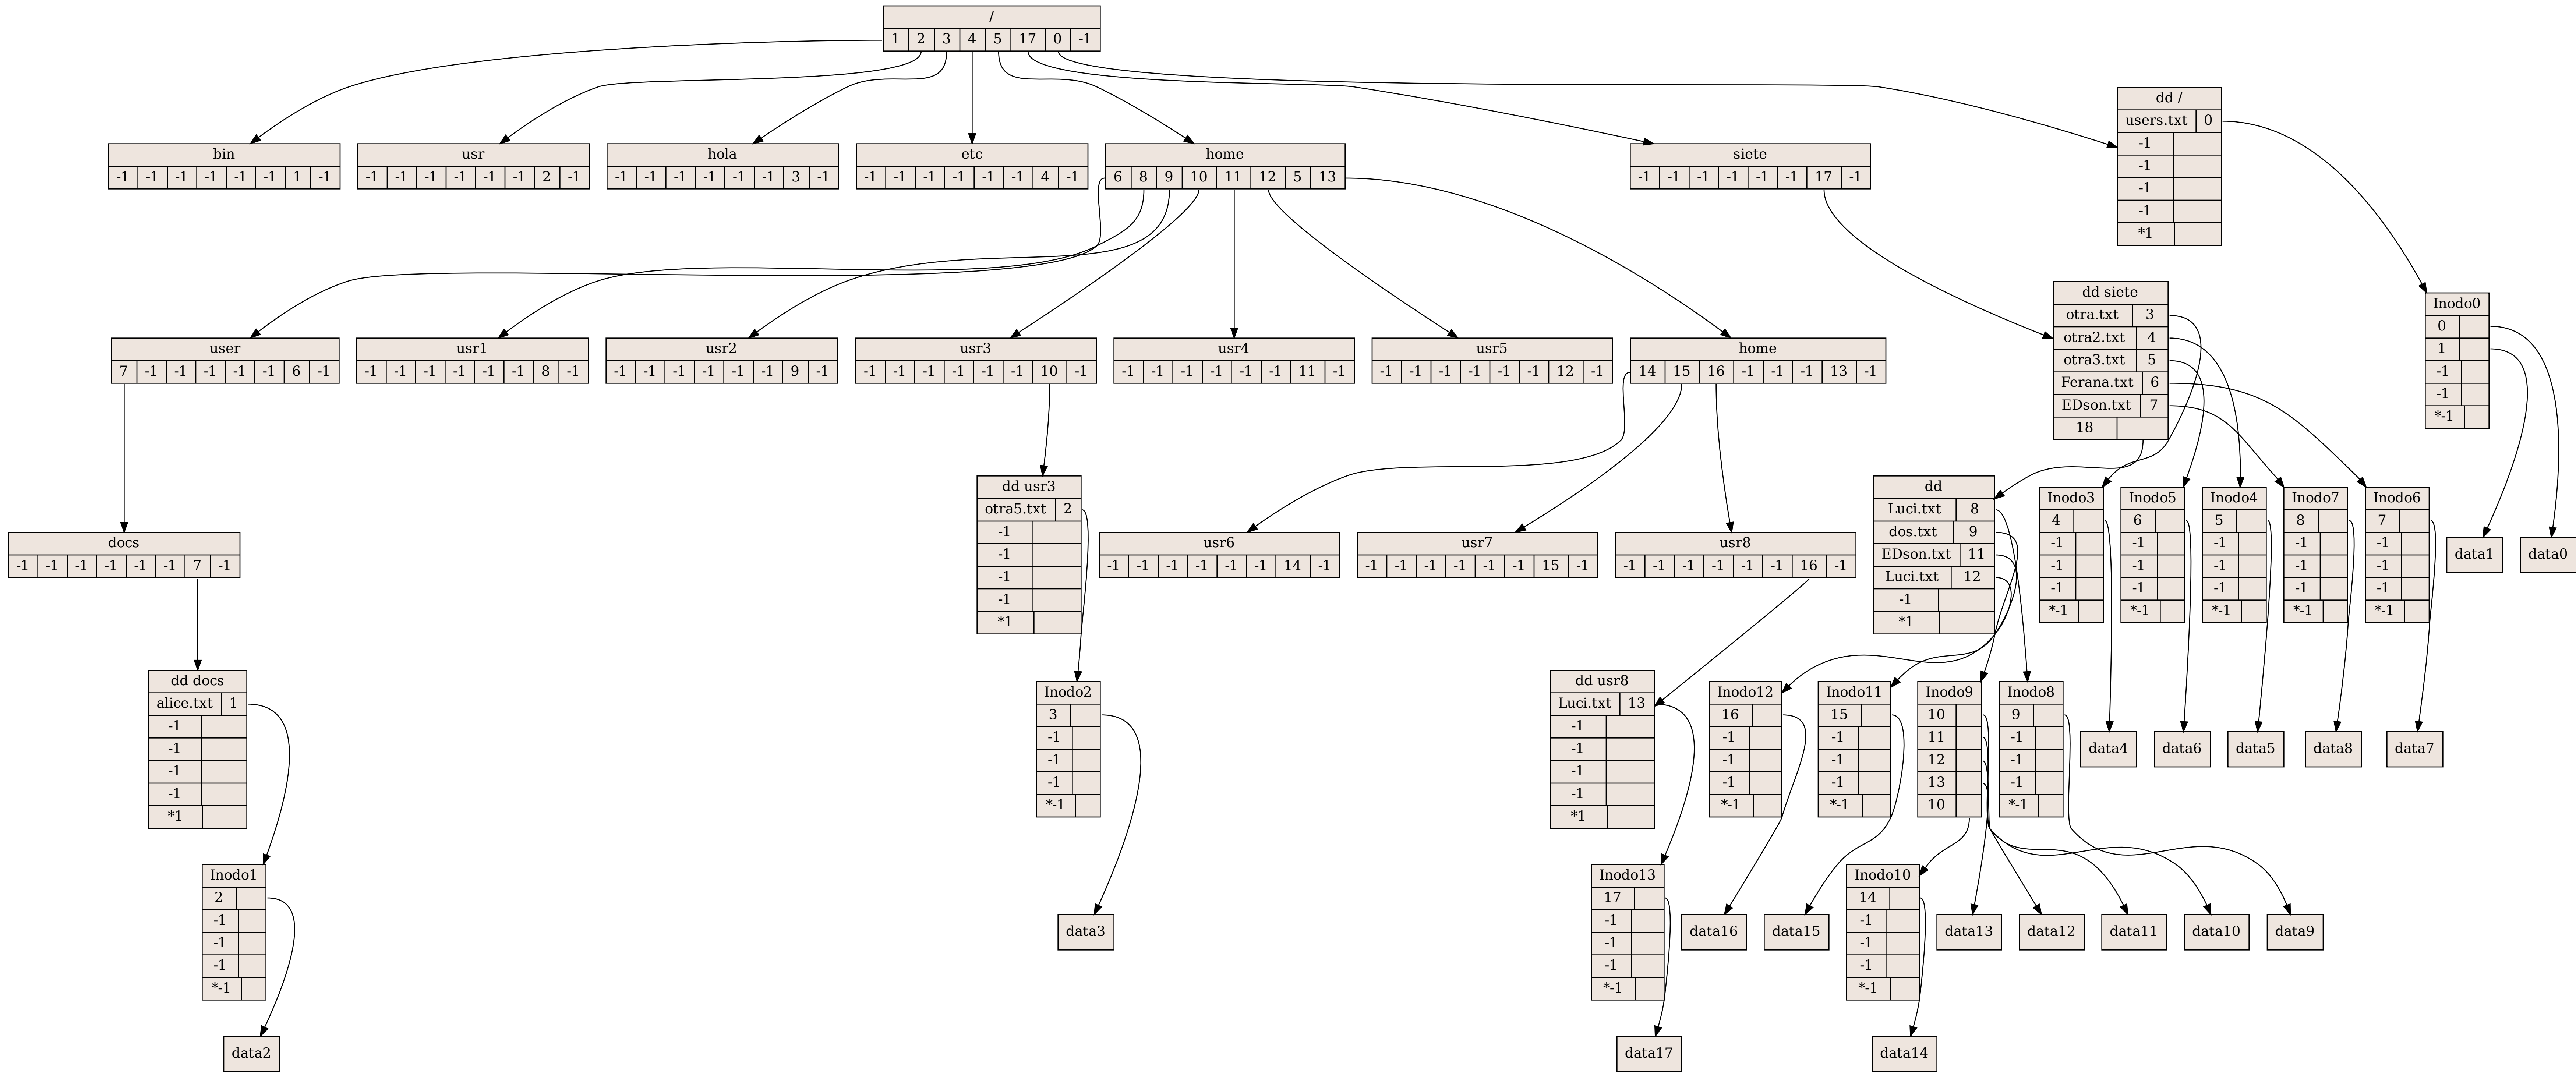 /
1 2 3 4 5 17 0 -1
dd /
users.txt 0
-1
-1
-1
-1
*1
bin
-1 -1 -1 -1 -1 -1 1 -1
usr
-1 -1 -1 -1 -1 -1 2 -1
hola
-1 -1 -1 -1 -1 -1 3 -1
etc
-1 -1 -1 -1 -1 -1 4 -1
home
6 8 9 10 11 12 5 13
siete
-1 -1 -1 -1 -1 -1 17 -1
dd siete
otra.txt 3
otra2.txt 4
otra3.txt 5
Ferana.txt 6
EDson.txt 7
18
Inodo0
0
1
-1
-1
*-1
user
7 -1 -1 -1 -1 -1 6 -1
usr1
-1 -1 -1 -1 -1 -1 8 -1
usr2
-1 -1 -1 -1 -1 -1 9 -1
usr3
-1 -1 -1 -1 -1 -1 10 -1
usr4
-1 -1 -1 -1 -1 -1 11 -1
usr5
-1 -1 -1 -1 -1 -1 12 -1
home
14 15 16 -1 -1 -1 13 -1
dd usr3
otra5.txt 2
-1
-1
-1
-1
*1
dd
Luci.txt 8
dos.txt 9
EDson.txt 11
Luci.txt 12
-1
*1
Inodo3
4
-1
-1
-1
*-1
Inodo5
6
-1
-1
-1
*-1
Inodo4
5
-1
-1
-1
*-1
Inodo7
8
-1
-1
-1
*-1
Inodo6
7
-1
-1
-1
*-1
data1
data0
docs
-1 -1 -1 -1 -1 -1 7 -1
usr6
-1 -1 -1 -1 -1 -1 14 -1
usr7
-1 -1 -1 -1 -1 -1 15 -1
usr8
-1 -1 -1 -1 -1 -1 16 -1
dd docs
alice.txt 1
-1
-1
-1
-1
*1
Inodo2
3
-1
-1
-1
*-1
dd usr8
Luci.txt 13
-1
-1
-1
-1
*1
Inodo12
16
-1
-1
-1
*-1
Inodo11
15
-1
-1
-1
*-1
Inodo9
10
11
12
13
10
Inodo8
9
-1
-1
-1
*-1
data4
data6
data5
data8
data7
Inodo1
2
-1
-1
-1
*-1
data3
Inodo13
17
-1
-1
-1
*-1
data16
data15
Inodo10
14
-1
-1
-1
*-1
data13
data12
data11
data10
data9
data2
data17
data14